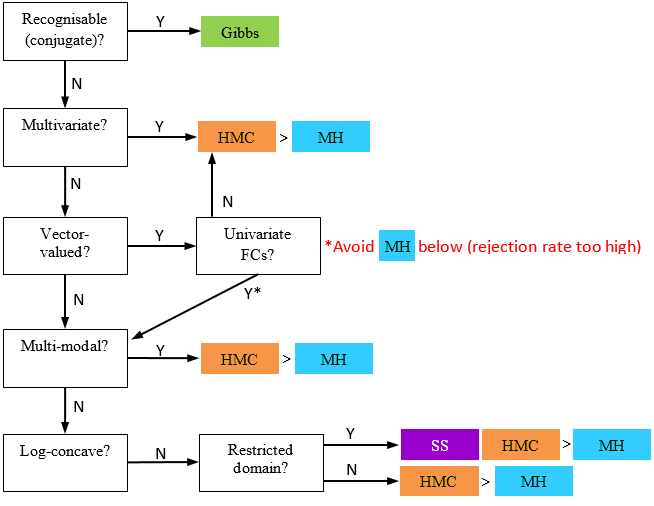 Recognisable
(conjugate)?
Y
Gibbs
N
Multivariate?
Y
HMC > MH
N
N
Vector-
valued?
Y
Univariate
FCs?
*Avoid MH below (rejection rate too high)
N
Y*
Multi-modal?
Y
HMC > MH
N
Log-concave?
N
Restricted
domain?
Y
SS HMC > MH
N
HMC > MH